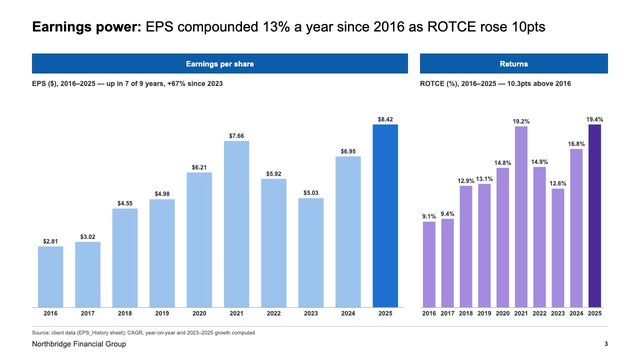 Earnings power: EPS compounded 13% a year since 2016 as ROTCE rose 10pts
Earnings per share
EPS ($), 2016–2025 — up in 7 of 9 years, +67% since 2023
$2.81
$3.02
$4.55
$4.98
$6.21
$7.66
$5.92
$5.03
$6.95
$8.42
2016 2017 2018 2019 2020 2021 2022 2023 2024 2025
Returns
ROTCE (%), 2016–2025 — 10.3pts above 2016
9.1%
9.4%
12.9%
13.1%
14.8%
19.2%
14.9%
12.6%
16.8%
19.4%
2016 2017 2018 2019 2020 2021 2022 2023 2024 2025
Source: client data (EPS_History sheet); CAGR, year-on-year and 2023–2025 growth computed
Northbridge Financial Group
3